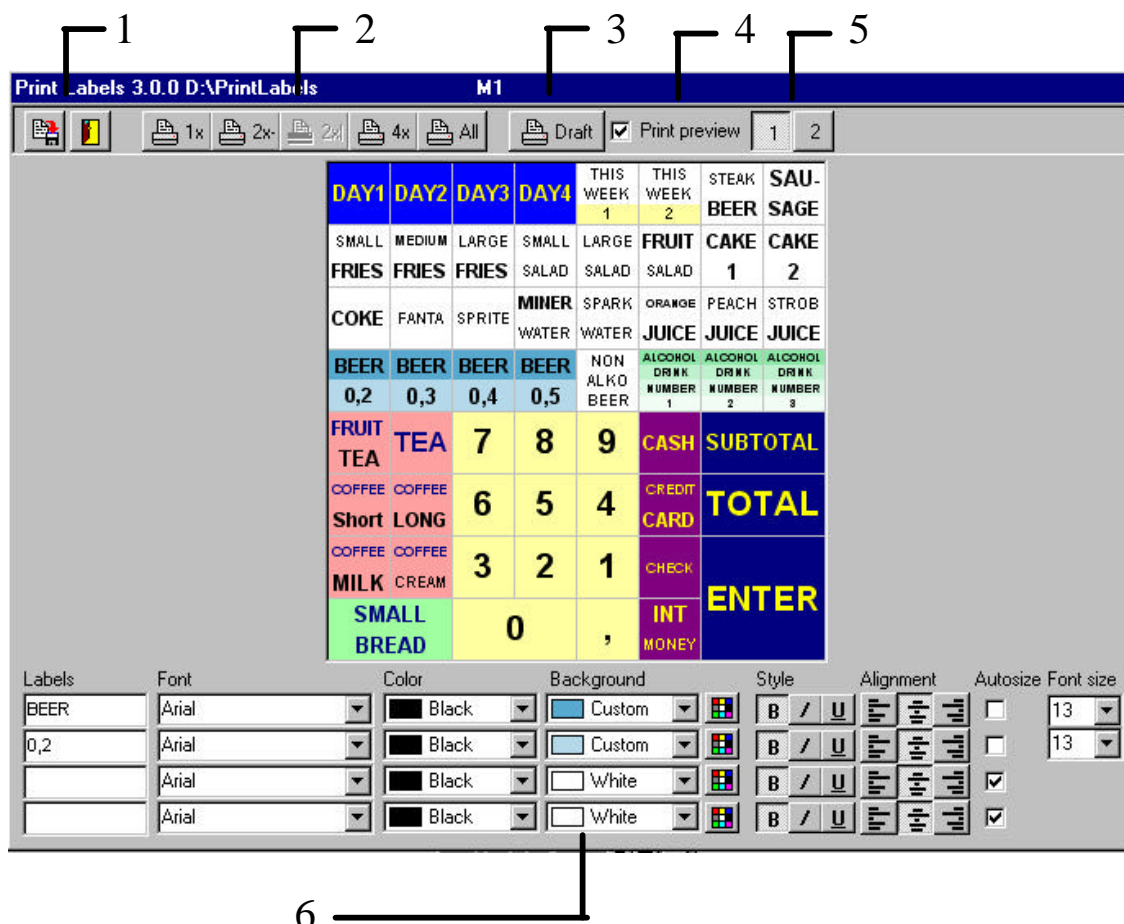 1 2 3 4 5
Print Labels 3.0.0 D:\PrintLabels M1
1x 2x- 2x| 4x All Draft Print preview 1 2
DAY1 DAY2 DAY3 DAY4 THIS WEEK 1 THIS WEEK 2 STEAK BEER SAU- SAGE
SMALL FRIES MEDIUM FRIES LARGE FRIES SMALL SALAD LARGE SALAD FRUIT SALAD CAKE 1 CAKE 2
COKE FANTA SPRITE MINER WATER SPARK WATER ORANGE JUICE PEACH JUICE STROB JUICE
BEER 0,2 BEER 0,3 BEER 0,4 BEER 0,5 NON ALKO BEER ALCOHOL DRINK NUMBER 1 ALCOHOL DRINK NUMBER 2 ALCOHOL DRINK NUMBER 3
FRUIT TEA TEA 7 8 9 CASH SUBTOTAL
COFFEE Short COFFEE LONG 6 5 4 CREDIT CARD TOTAL
COFFEE MILK COFFEE CREAM 3 2 1 CHECK ENTER
SMALL BREAD 0 , INT MONEY
Labels Font Color Background Style Alignment Autosize Font size
BEER Arial Black Custom B I U 13
0,2 Arial Black Custom B I U 13
Arial Black White B I U
Arial Black White B I U
6